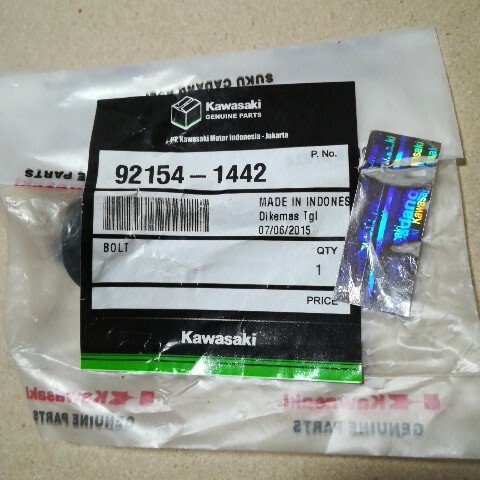 SUKU CADANG
Kawasaki
GENUINE PARTS
PT. Kawasaki Motor Indonesia - Jakarta
P. No.
92154-1442
MADE IN INDONES
Dikemas Tgl
07/06/2015
BOLT
QTY
1
PRICE
Kawasaki
Kawasaki
GENUINE PARTS
Kawasaki
GENUINE PARTS